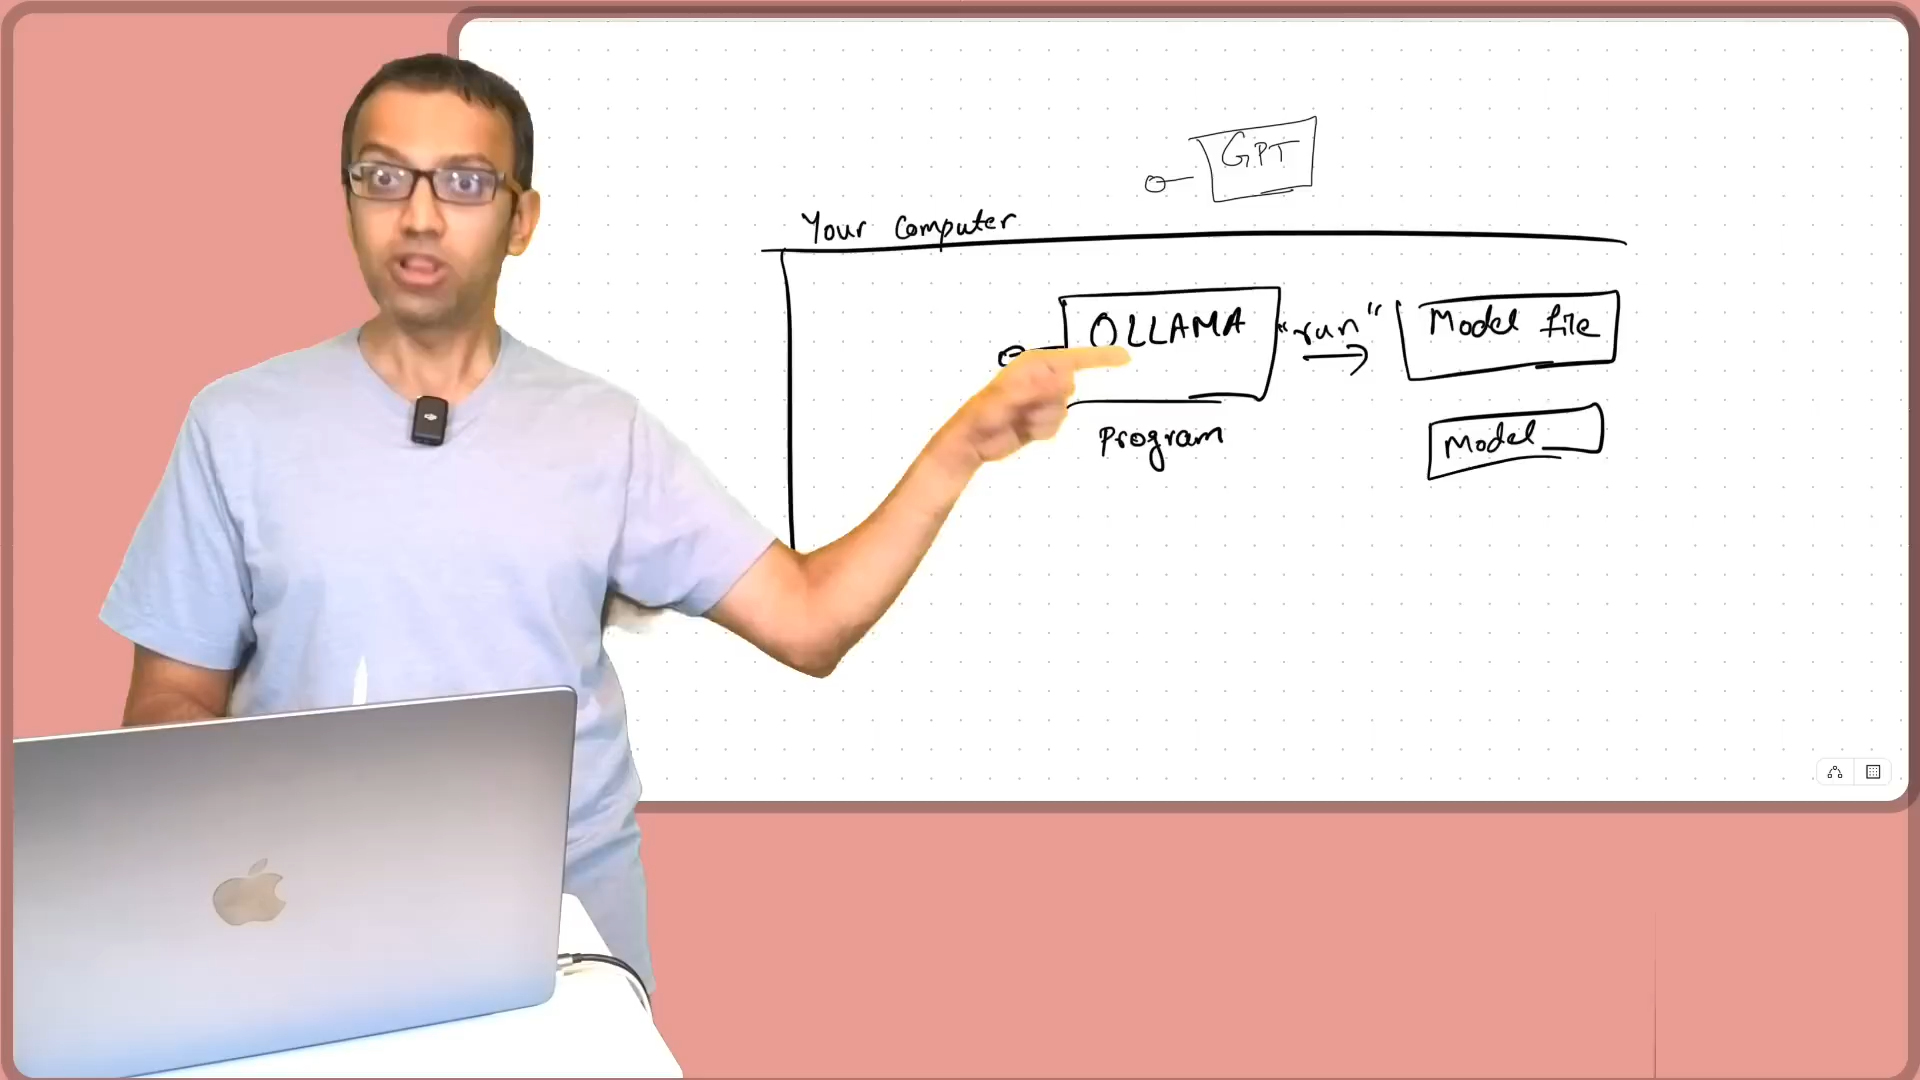 GPT
Your Computer
OLLAMA
"run"
Model file
Program
Model